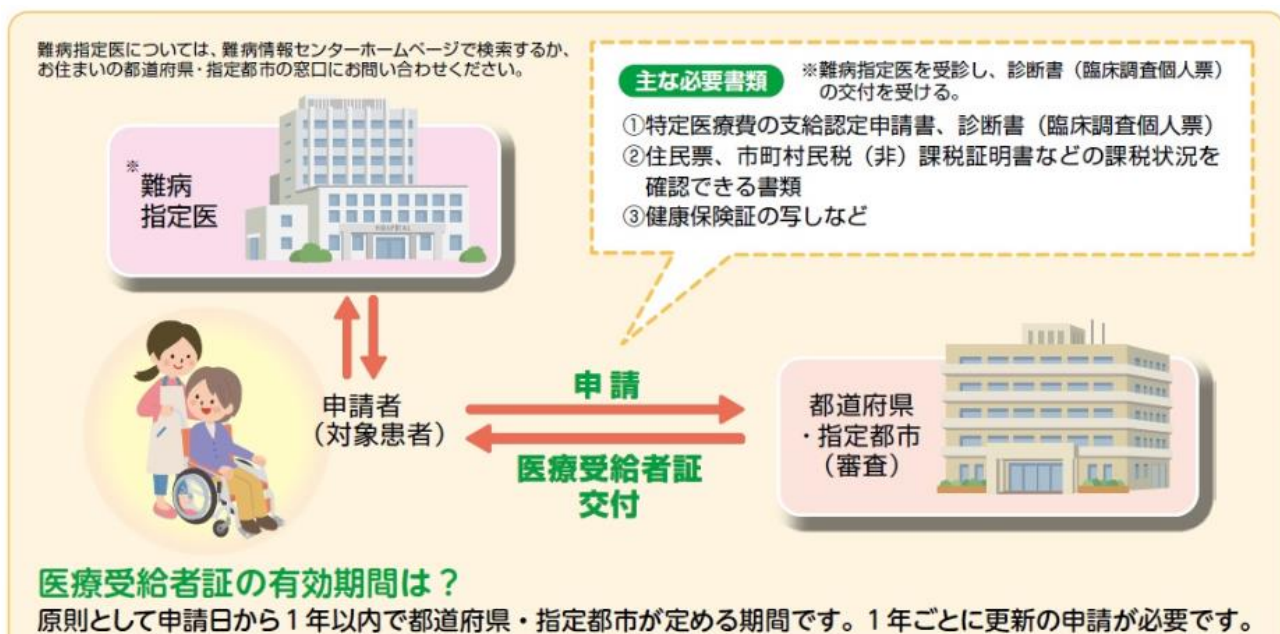 難病指定医については、難病情報センターホームページで検索するか、
お住まいの都道府県・指定都市の窓口にお問い合わせください。
主な必要書類
※難病指定医を受診し、診断書（臨床調査個人票）
の交付を受ける。
①特定医療費の支給認定申請書、診断書（臨床調査個人票）
②住民票、市町村民税（非）課税証明書などの課税状況を
確認できる書類
③健康保険証の写しなど
※難病
指定医
HOSPITAL
申請者
（対象患者）
申請
医療受給者証
交付
都道府県
・指定都市
（審査）
医療受給者証の有効期間は？
原則として申請日から１年以内で都道府県・指定都市が定める期間です。１年ごとに更新の申請が必要です。